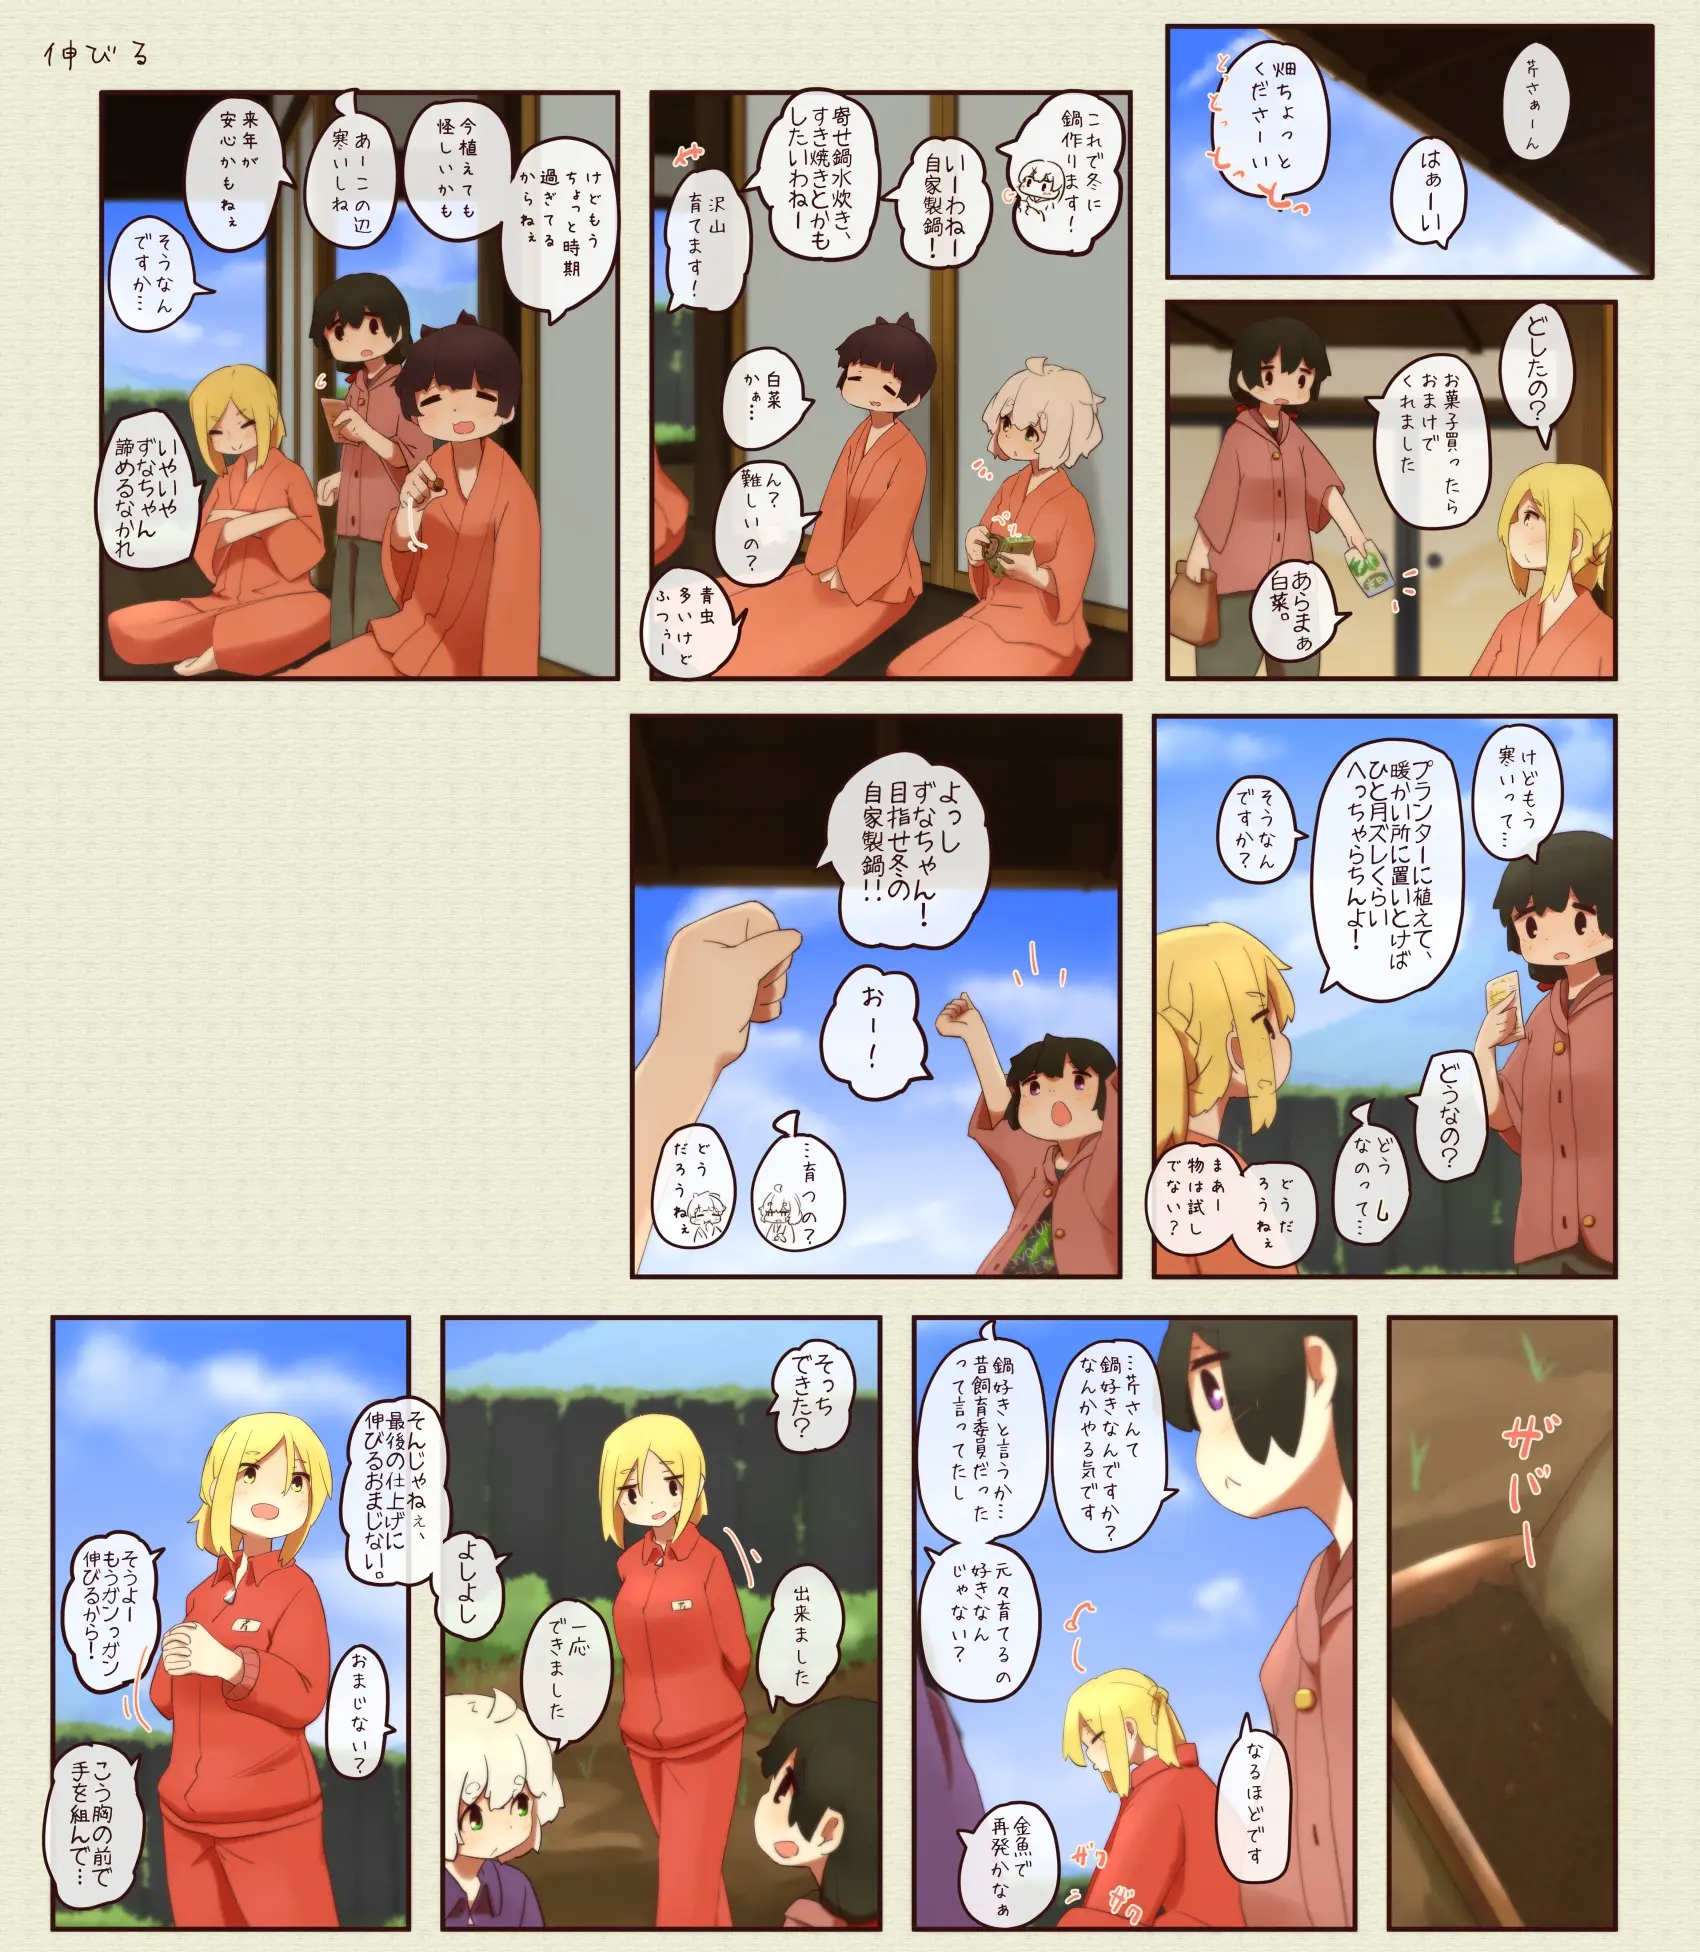 伸びる
芹さぁーん
はぁーい
畑ちょっと
くださーい
とっ
とっ
とっ
とっ
どしたの?
お菓子買ったら
おまけで
くれました
あらまぁ
白菜。
これで冬に
鍋作ります!
いーわねー
自家製鍋!
寄せ鍋水炊き、
すき焼きとかも
したいわねー
沢山
育てます!
白菜
かぁ…
ん?
難しいの?
青虫
多いけど
ふつぅー
けどもう
ちょっと時期
過ぎてる
からねぇ
今植えても
怪しいかも
あーこの辺
寒いしね
来年が
安心かもねぇ
そうなん
ですか…
いやいや
ずなちゃん
諦めるなかれ
けどもう
寒いって…
プランターに植えて、
暖かい所に置いとけば
ひと月ズレくらい
へっちゃらちんよ!
そうなん
ですか?
どうなの?
どう
なのって…
どうだ
ろうねぇ
まあー
物は試し
でない?
よっし
ずなちゃん!
目指せ冬の
自家製鍋!!
おー!
…育つの?
どう
だろうねぇ
ザバー
…芹さんて
鍋好きなんですか?
なんかやる気です
鍋好きと言うか…
昔飼育委員だった
って言ってたし
元々育てるの
好きなん
じゃない?
なるほどです
金魚で
再発かなぁ
ザク
ザク
そっち
できた?
出来ました
一応
できました
よしよし
そんじゃねぇ、
最後の仕上げに
伸びるおまじない。
おまじない?
そうよー
もうガンっガン
伸びるから!
こう胸の前で
手を組んで…